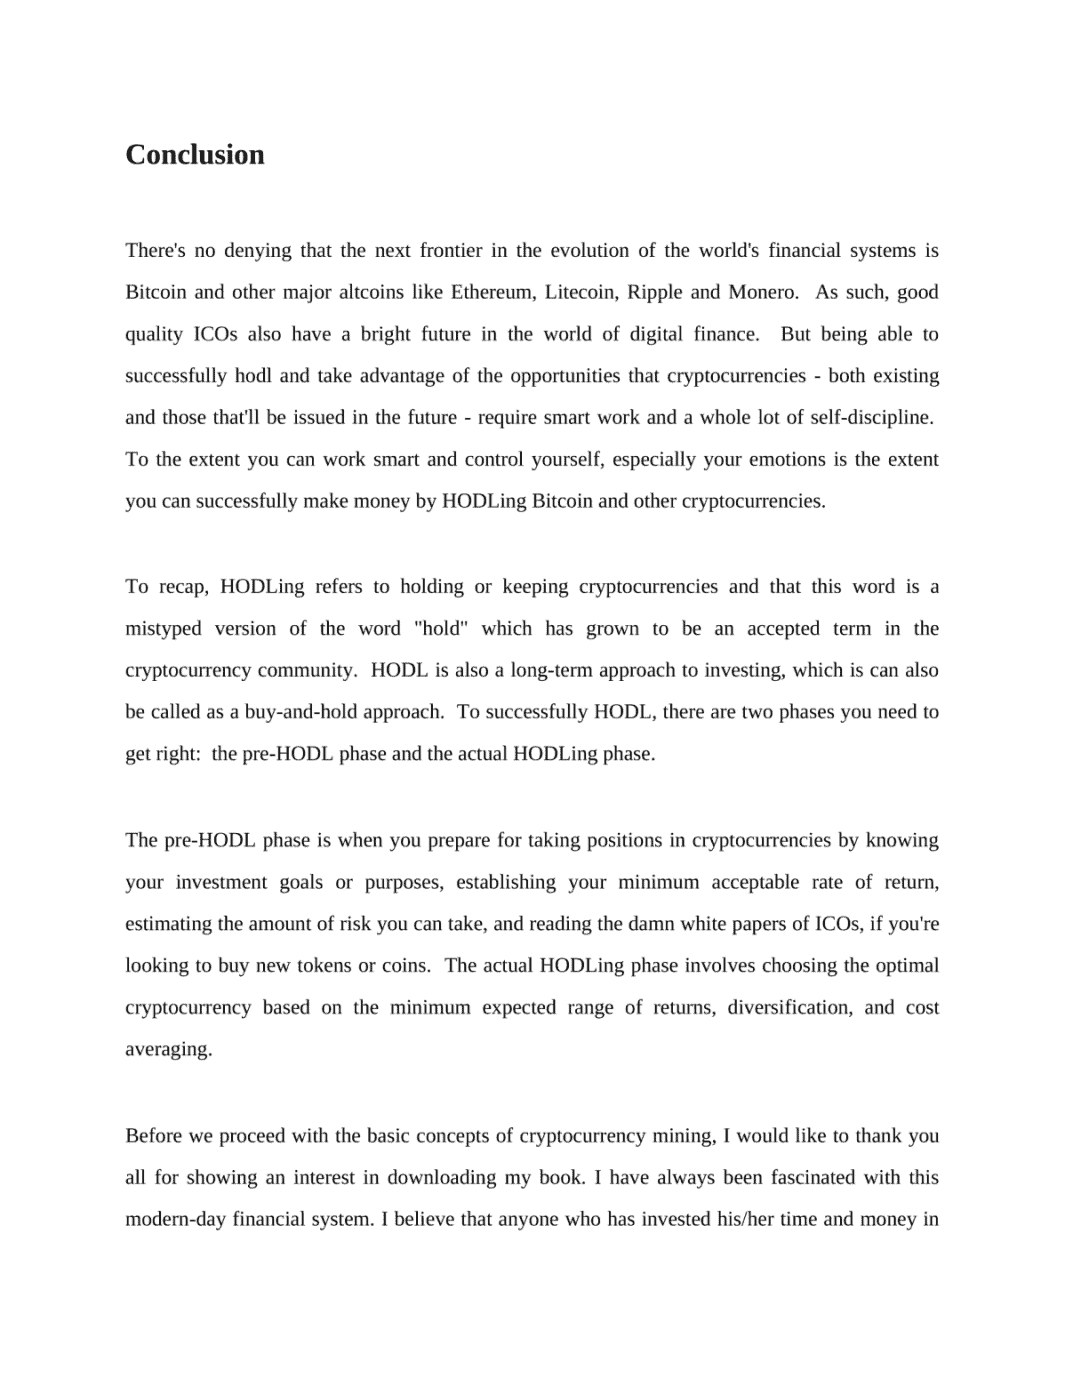 Conclusion
There's no denying that the next frontier in the evolution of the world's financial systems is
Bitcoin and other major altcoins like Ethereum, Litecoin, Ripple and Monero.  As such, good
quality ICOs also have a bright future in the world of digital finance.  But being able to
successfully hodl and take advantage of the opportunities that cryptocurrencies - both existing
and those that'll be issued in the future - require smart work and a whole lot of self-discipline.
To the extent you can work smart and control yourself, especially your emotions is the extent
you can successfully make money by HODLing Bitcoin and other cryptocurrencies.
To recap, HODLing refers to holding or keeping cryptocurrencies and that this word is a
mistyped version of the word "hold" which has grown to be an accepted term in the
cryptocurrency community.  HODL is also a long-term approach to investing, which is can also
be called as a buy-and-hold approach.  To successfully HODL, there are two phases you need to
get right:  the pre-HODL phase and the actual HODLing phase.
The pre-HODL phase is when you prepare for taking positions in cryptocurrencies by knowing
your investment goals or purposes, establishing your minimum acceptable rate of return,
estimating the amount of risk you can take, and reading the damn white papers of ICOs, if you're
looking to buy new tokens or coins.  The actual HODLing phase involves choosing the optimal
cryptocurrency based on the minimum expected range of returns, diversification, and cost
averaging.
Before we proceed with the basic concepts of cryptocurrency mining, I would like to thank you
all for showing an interest in downloading my book. I have always been fascinated with this
modern-day financial system. I believe that anyone who has invested his/her time and money in